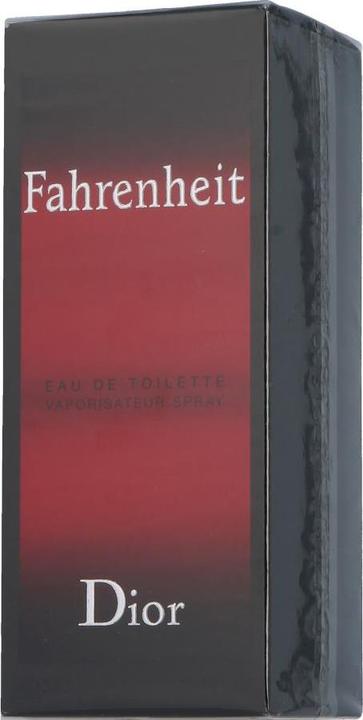 Fahrenheit
EAU DE TOILETTE
VAPORISATEUR SPRAY
Dior